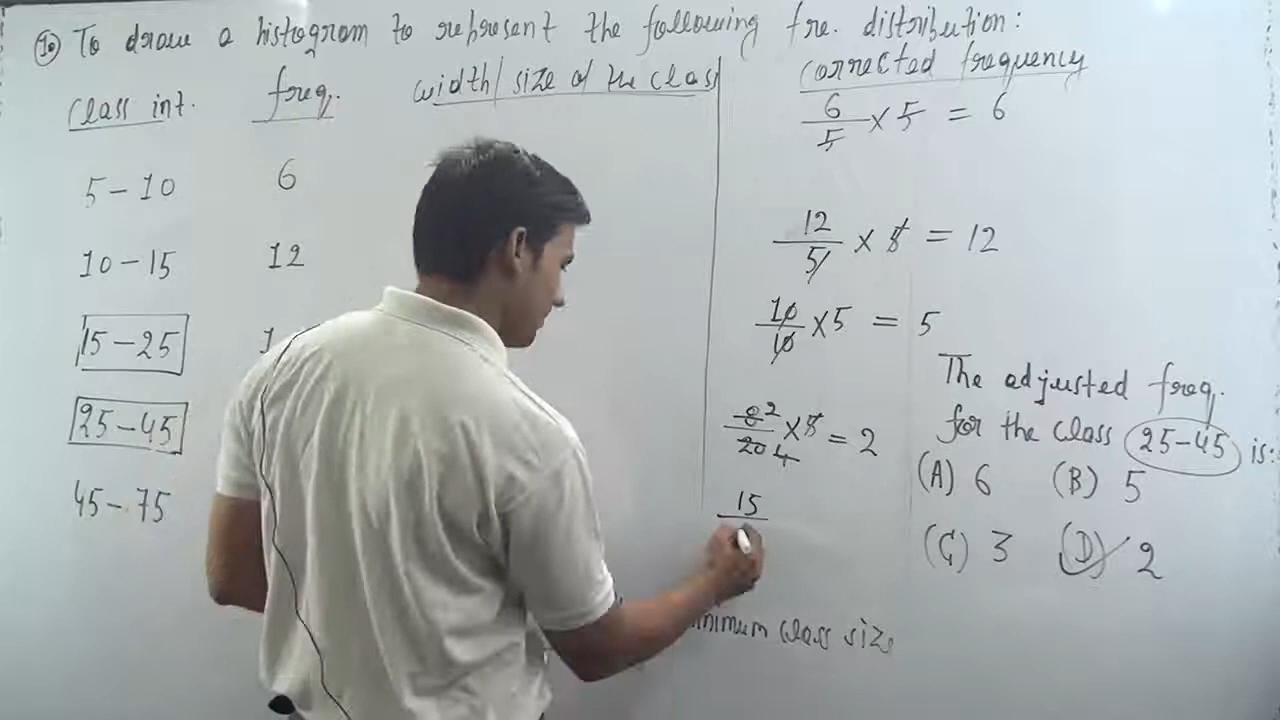 10 To draw a histogram to represent the following fre. distribution:
Class int. freq. width/size of the class corrected frequency
5-10 6 6/5 × 5 = 6
10-15 12 12/5 × 5 = 12
15-25 10/10 × 5 = 5
25-45 8 2/20 4 × 5 = 2
45-75 15
The adjusted freq.
for the class 25-45 is:
(A) 6 (B) 5
(C) 3 (D) 2
class size